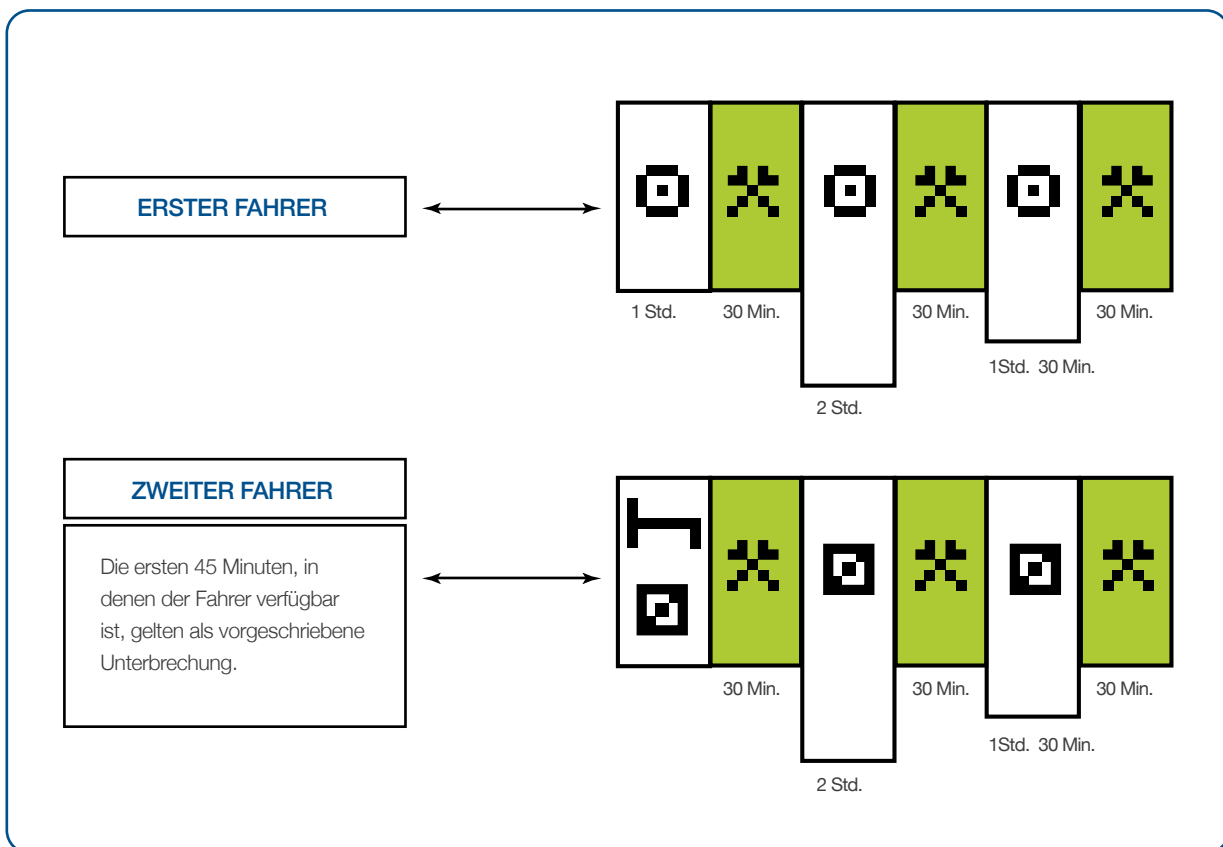 ERSTER FAHRER
1 Std.
30 Min.
30 Min.
30 Min.
1Std. 30 Min.
2 Std.
ZWEITER FAHRER
Die ersten 45 Minuten, in
denen der Fahrer verfügbar
ist, gelten als vorgeschriebene
Unterbrechung.
30 Min.
30 Min.
30 Min.
1Std. 30 Min.
2 Std.